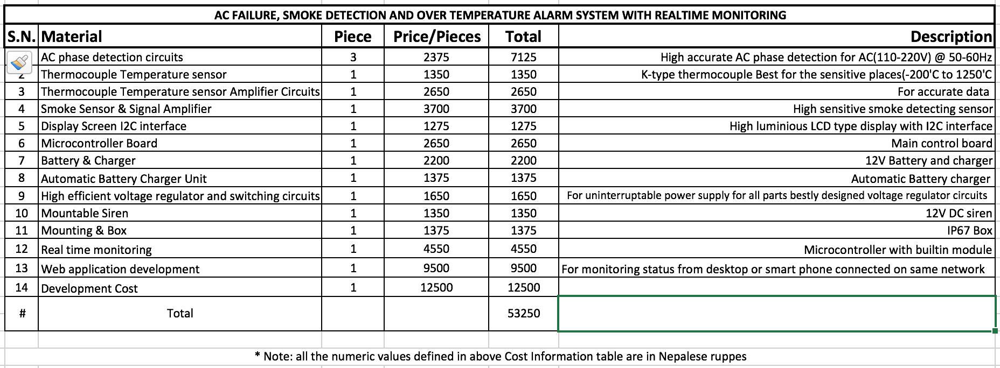 AC FAILURE, SMOKE DETECTION AND OVER TEMPERATURE ALARM SYSTEM WITH REALTIME MONITORING
S.N. Material Piece Price/Pieces Total Description
AC phase detection circuits 3 2375 7125 High accurate AC phase detection for AC(110-220V) @ 50-60Hz
2 Thermocouple Temperature sensor 1 1350 1350 K-type thermocouple Best for the sensitive places(-200'C to 1250'C
3 Thermocouple Temperature sensor Amplifier Circuits 1 2650 2650 For accurate data
4 Smoke Sensor & Signal Amplifier 1 3700 3700 High sensitive smoke detecting sensor
5 Display Screen I2C interface 1 1275 1275 High luminious LCD type display with I2C interface
6 Microcontroller Board 1 2650 2650 Main control board
7 Battery & Charger 1 2200 2200 12V Battery and charger
8 Automatic Battery Charger Unit 1 1375 1375 Automatic Battery charger
9 High efficient voltage regulator and switching circuits 1 1650 1650 For uninterruptable power supply for all parts bestly designed voltage regulator circuits
10 Mountable Siren 1 1350 1350 12V DC siren
11 Mounting & Box 1 1375 1375 IP67 Box
12 Real time monitoring 1 4550 4550 Microcontroller with builtin module
13 Web application development 1 9500 9500 For monitoring status from desktop or smart phone connected on same network
14 Development Cost 1 12500 12500
# Total 53250
* Note: all the numeric values defined in above Cost Information table are in Nepalese ruppes